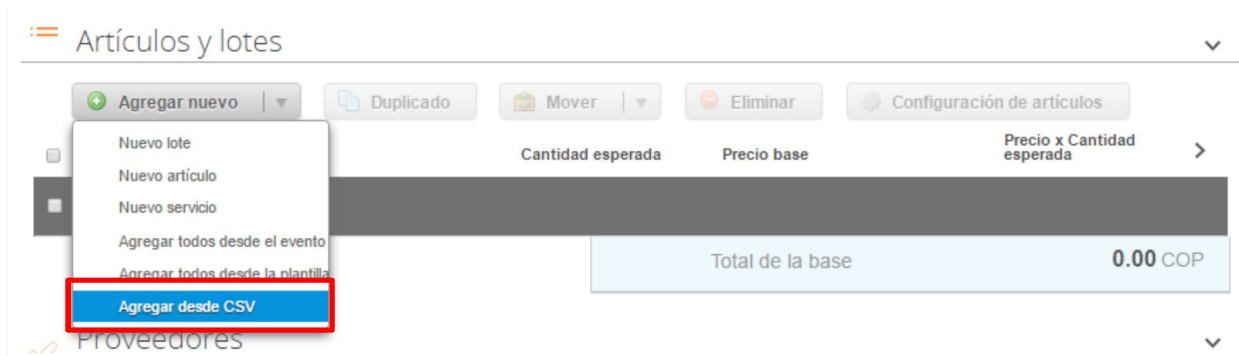 Artículos y lotes
Agregar nuevo Duplicado Mover Eliminar Configuración de artículos
Nuevo lote
Cantidad esperada Precio base Precio x Cantidad esperada
Nuevo artículo
Nuevo servicio
Agregar todos desde el evento
Total de la base 0.00 COP
Agregar todos desde la plantilla
Agregar desde CSV
Proveedores